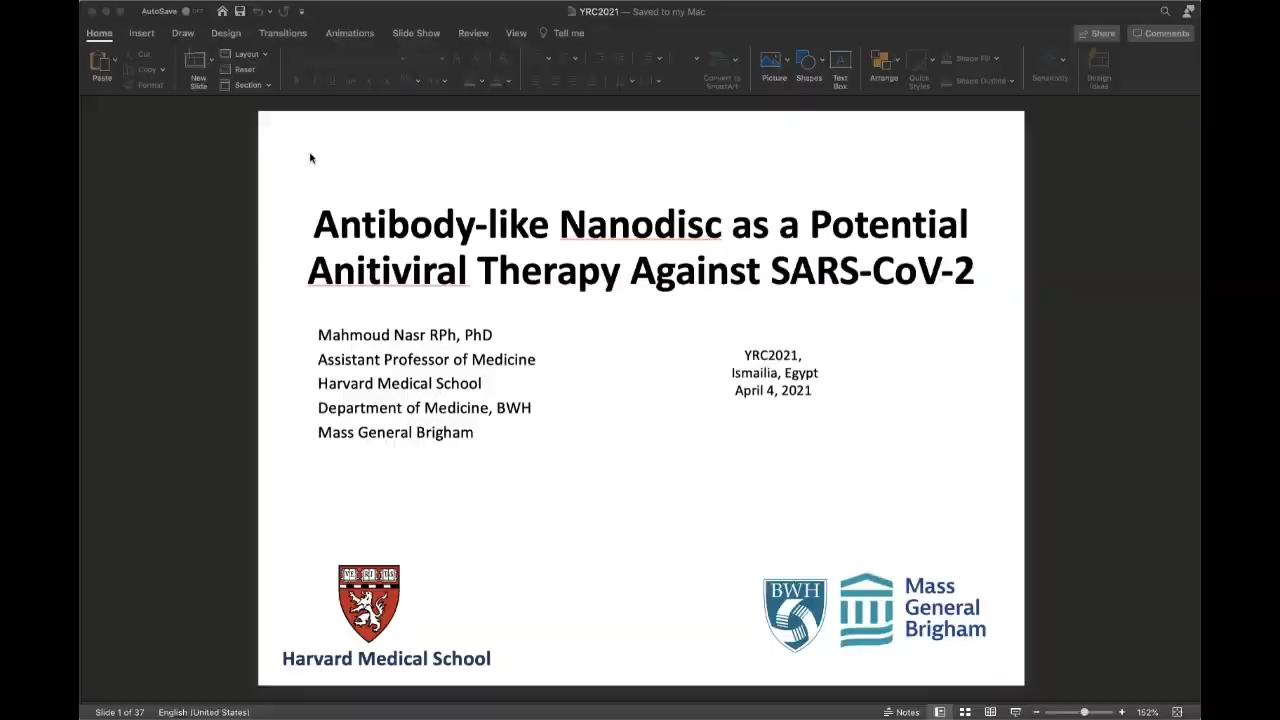 AutoSave OFF
YRC2021 — Saved to my Mac
Home Insert Draw Design Transitions Animations Slide Show Review View Tell me
Share Comments
Paste
Cut
Copy
Format
New
Slide
Layout
Reset
Section
Convert to
SmartArt
Picture
Shapes
Text
Box
Arrange
Quick
Styles
Shape Fill
Shape Outline
Sensitivity
Design
Ideas
Antibody-like Nanodisc as a Potential
Anitiviral Therapy Against SARS-CoV-2
Mahmoud Nasr RPh, PhD
Assistant Professor of Medicine
Harvard Medical School
Department of Medicine, BWH
Mass General Brigham
YRC2021,
Ismailia, Egypt
April 4, 2021
VE RI TAS
Harvard Medical School
BWH
Mass
General
Brigham
Slide 1 of 37 English (United States)
Notes
152%